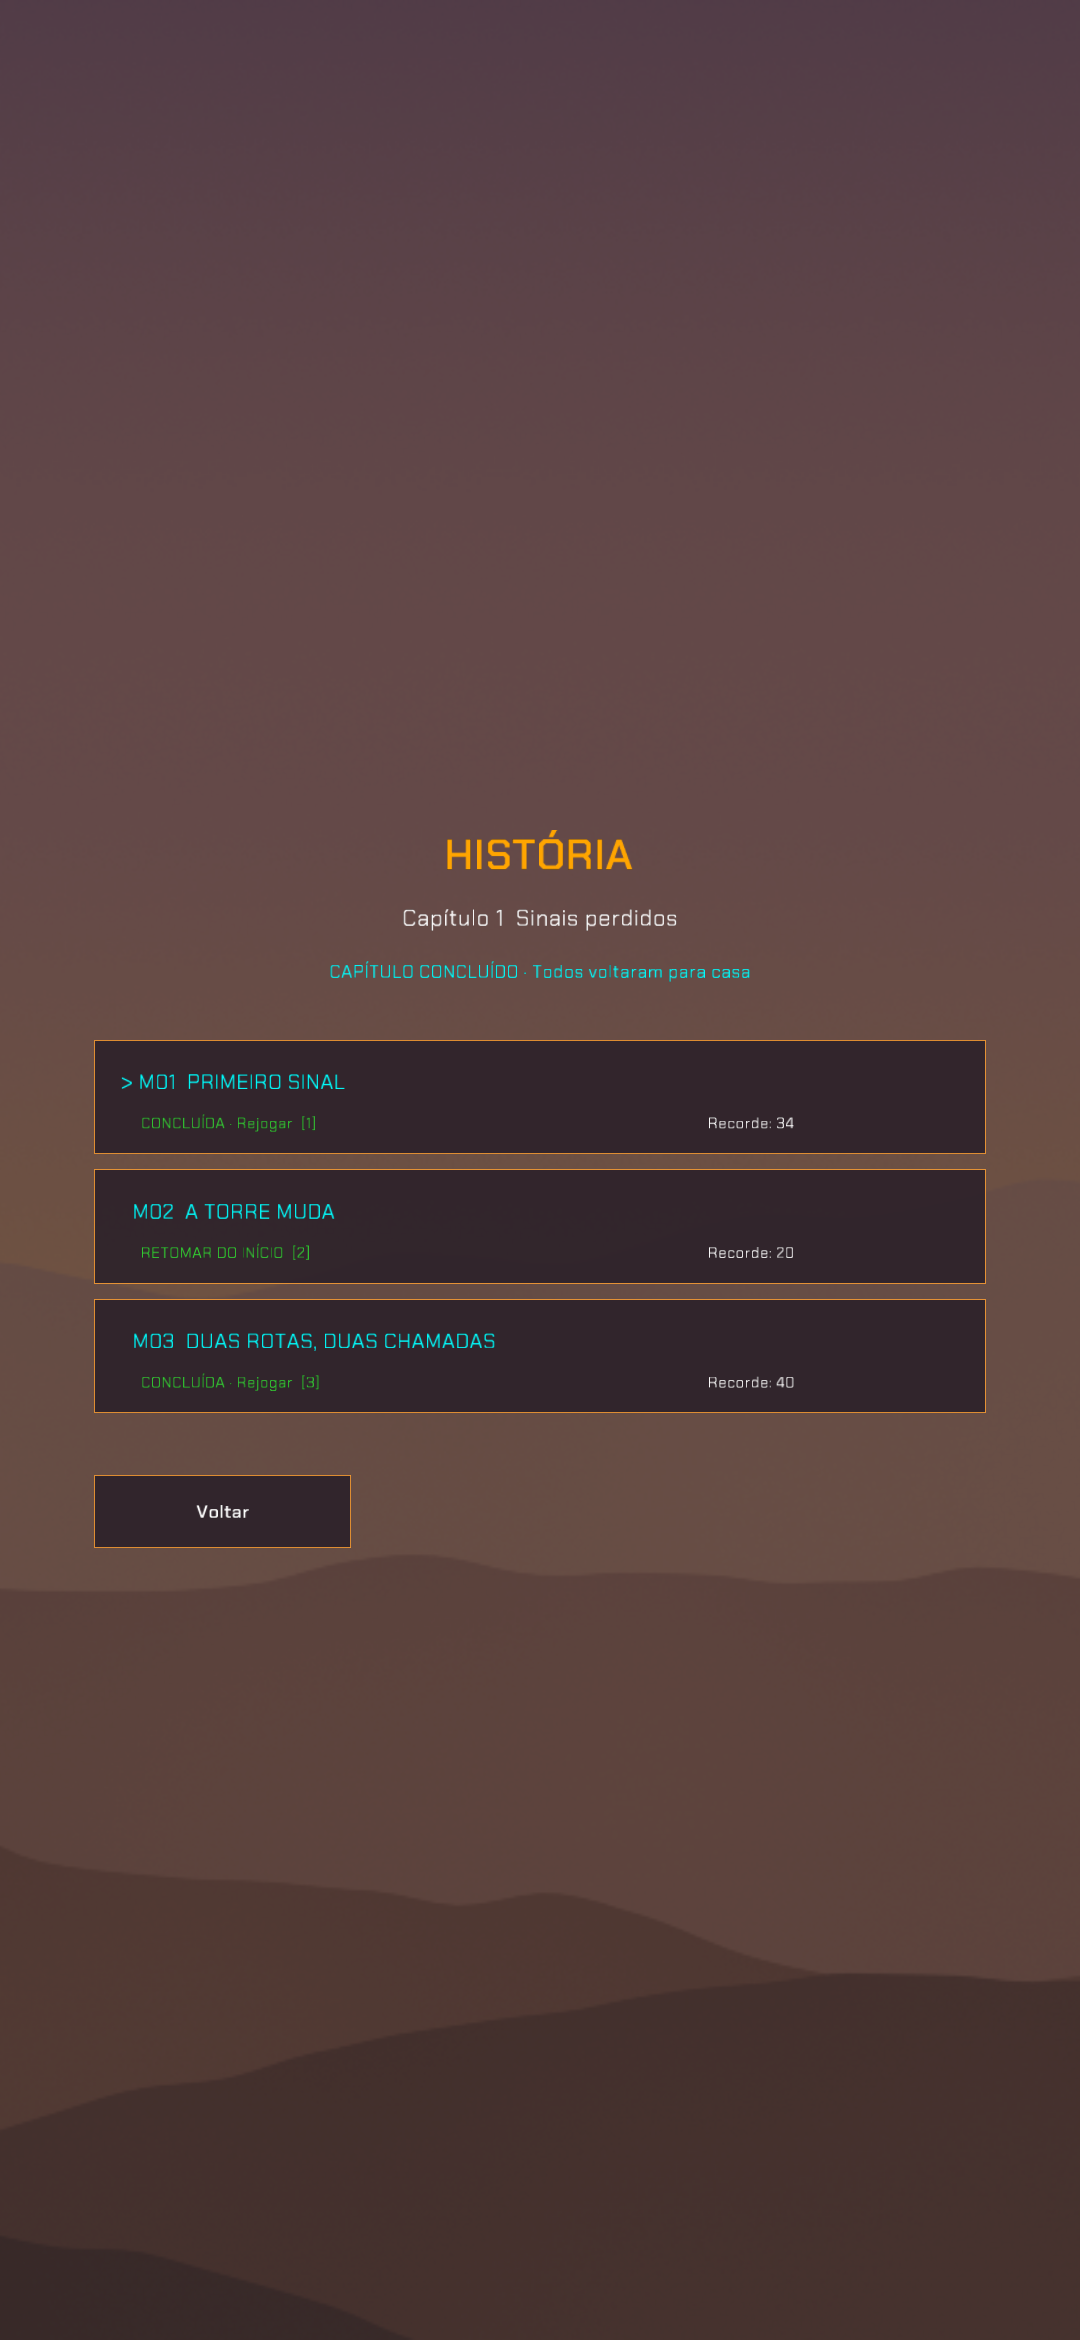 HISTÓRIA
Capítulo 1 Sinais perdidos
CAPÍTULO CONCLUÍDO · Todos voltaram para casa
> M01 PRIMEIRO SINAL
CONCLUÍDA · Rejogar [1] Recorde: 34
M02 A TORRE MUDA
RETOMAR DO INÍCIO [2] Recorde: 20
M03 DUAS ROTAS, DUAS CHAMADAS
CONCLUÍDA · Rejogar [3] Recorde: 40
Voltar